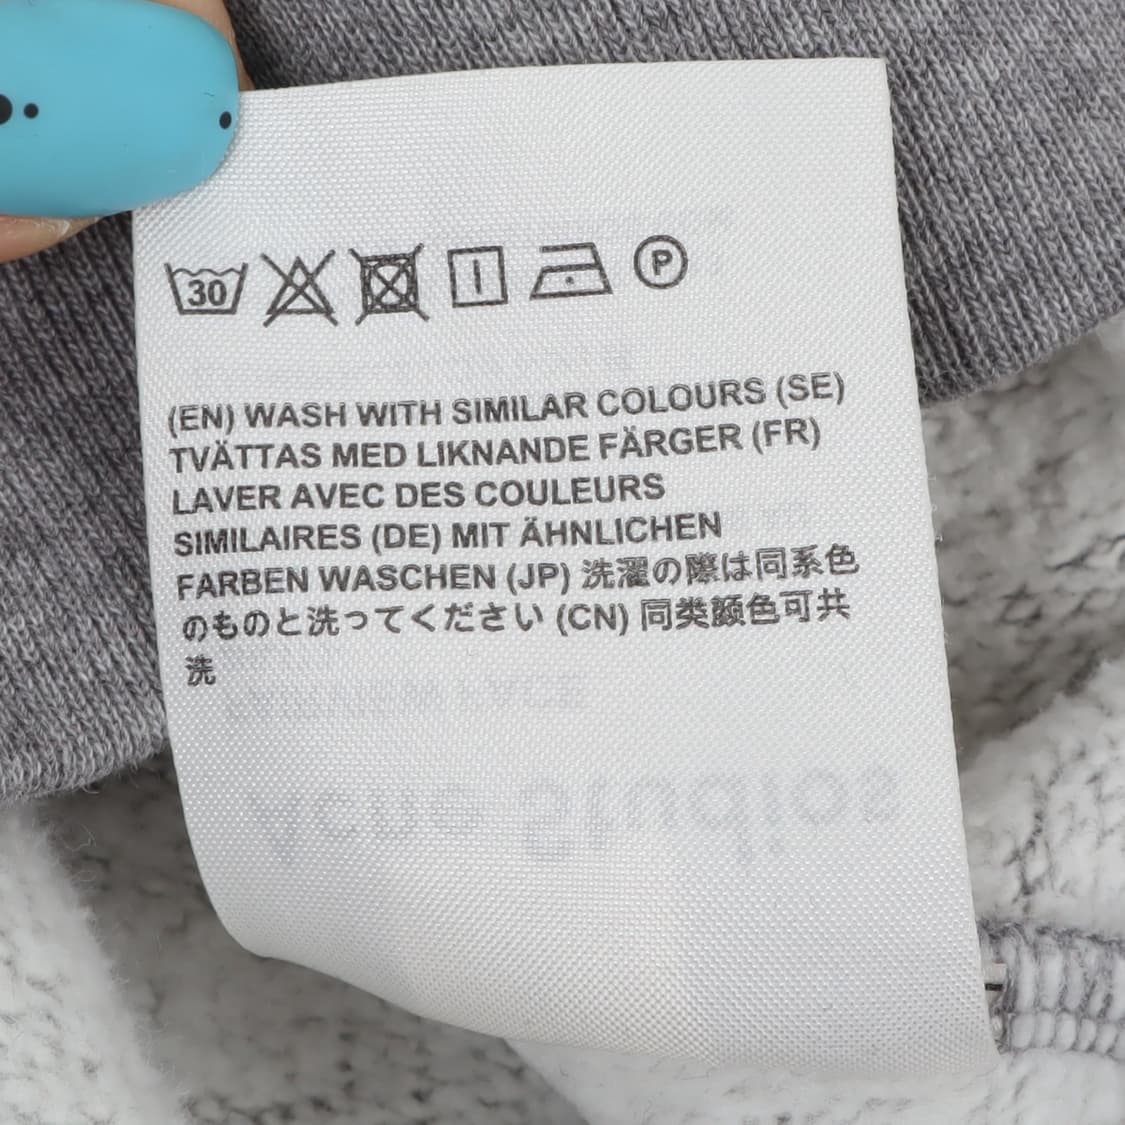 30 P
(EN) WASH WITH SIMILAR COLOURS (SE)
TVÄTTAS MED LIKNANDE FÄRGER (FR)
LAVER AVEC DES COULEURS
SIMILAIRES (DE) MIT ÄHNLICHEN
FARBEN WASCHEN (JP) 洗濯の際は同系色
のものと洗ってください (CN) 同类颜色可共
洗